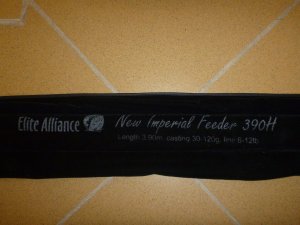 Elite Alliance New Imperial Feeder 390H
Length 3,90m, casting 30-120g, line 6-12lb